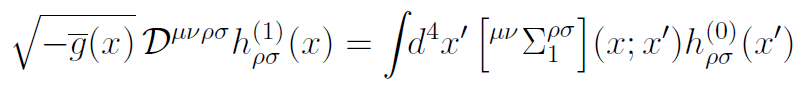 $\sqrt{-\overline{g}(x)}\, \mathcal{D}^{\mu\nu\rho\sigma} h^{(1)}_{\rho\sigma}(x) = \int d^4x' \left[ {}^{\mu\nu}\Sigma_1^{\rho\sigma} \right](x; x') h^{(0)}_{\rho\sigma}(x')$